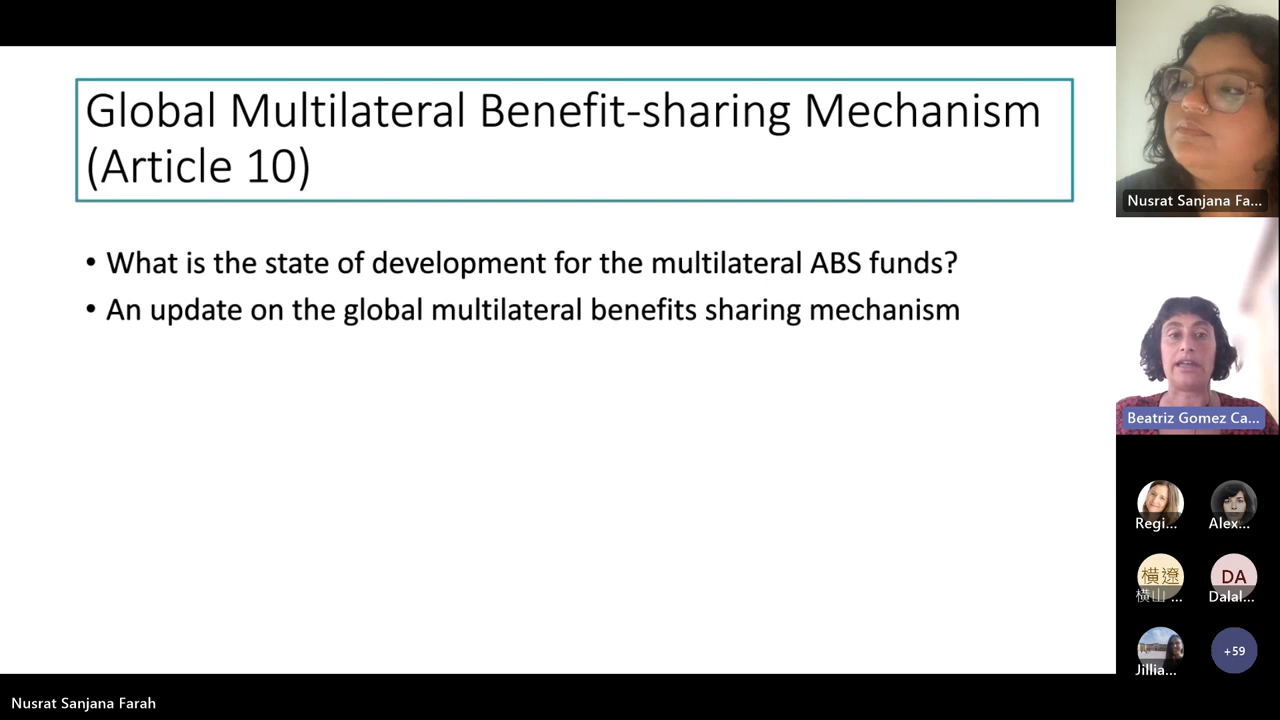 Global Multilateral Benefit-sharing Mechanism
(Article 10)
• What is the state of development for the multilateral ABS funds?
• An update on the global multilateral benefits sharing mechanism
Nusrat Sanjana Fa...
Beatriz Gomez Ca...
Regi...
Alex...
横遼
DA
横山 ...
Dalal...
Jillia...
+59
Nusrat Sanjana Farah